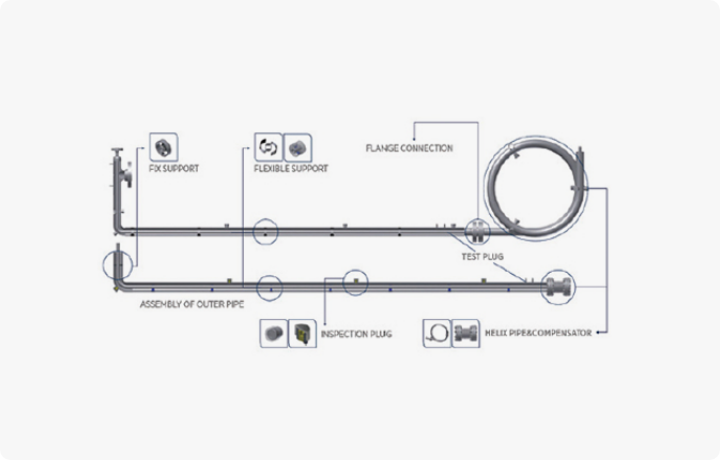 FLANGE CONNECTION
FIX SUPPORT
FLEXIBLE SUPPORT
TEST PLUG
ASSEMBLY OF OUTER PIPE
INSPECTION PLUG
HELIX PIPE&COMPENSATOR